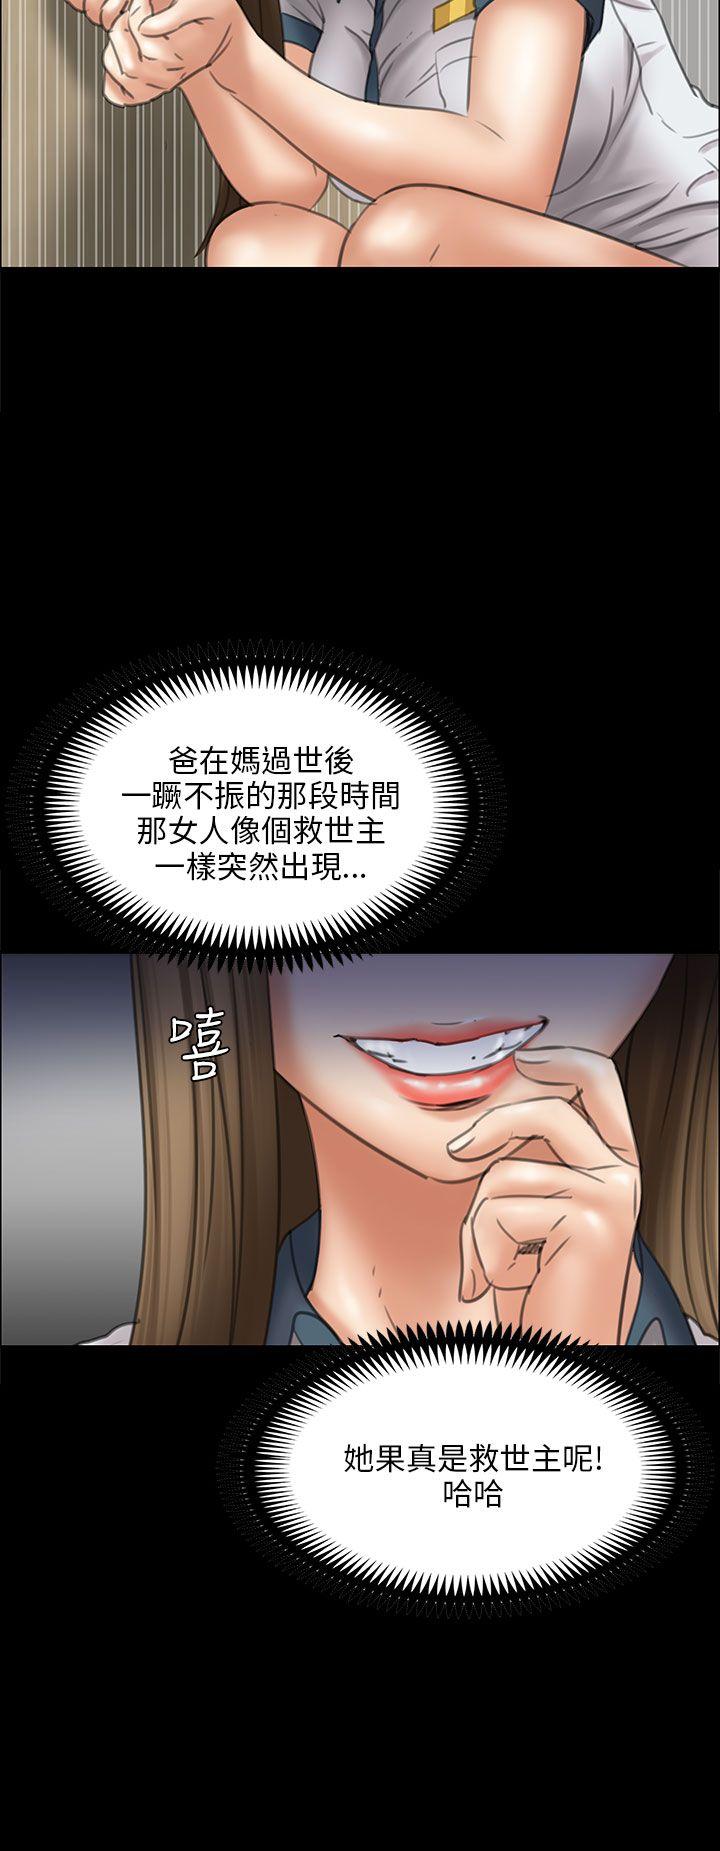 爸在媽過世後
一蹶不振的那段時間
那女人像個救世主
一樣突然出現...
嘻
她果真是救世主呢!
哈哈